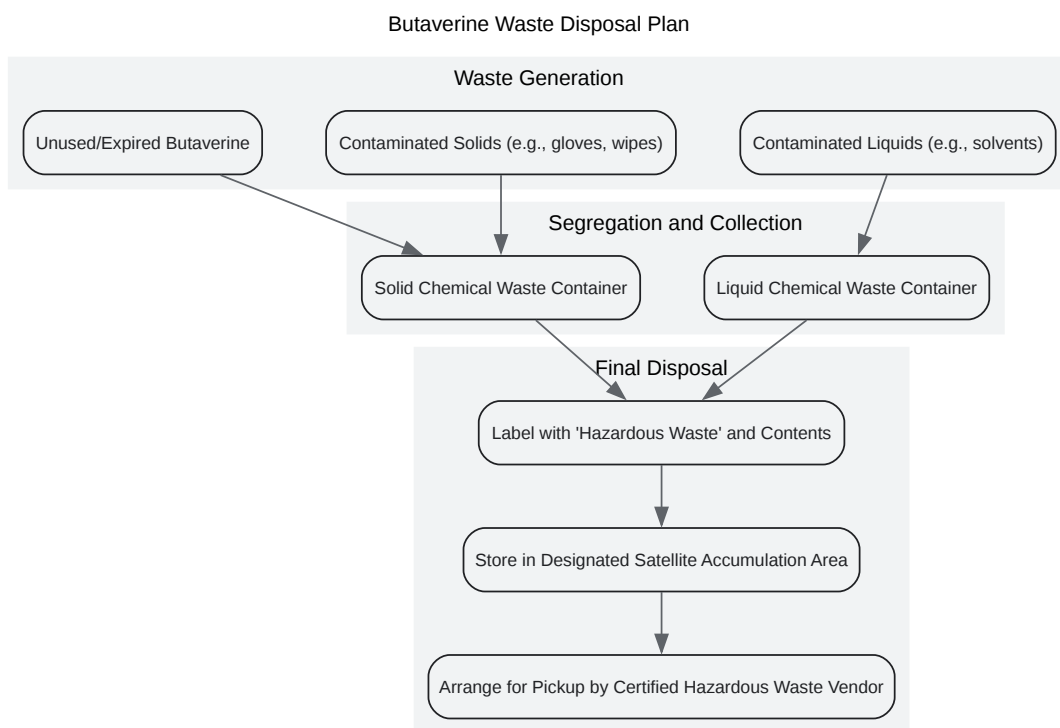 Butaverine Waste Disposal Plan
Waste Generation
Unused/Expired Butaverine
Contaminated Solids (e.g., gloves, wipes)
Contaminated Liquids (e.g., solvents)
Segregation and Collection
Solid Chemical Waste Container
Liquid Chemical Waste Container
Final Disposal
Label with 'Hazardous Waste' and Contents
Store in Designated Satellite Accumulation Area
Arrange for Pickup by Certified Hazardous Waste Vendor